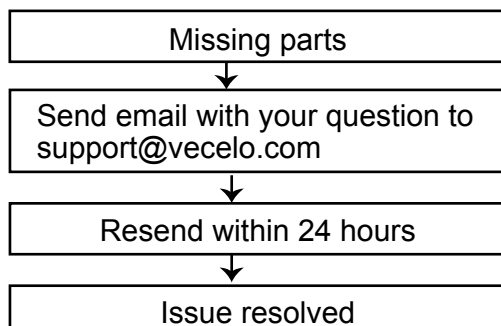 Missing parts
Send email with your question to
support@vecelo.com
Resend within 24 hours
Issue resolved